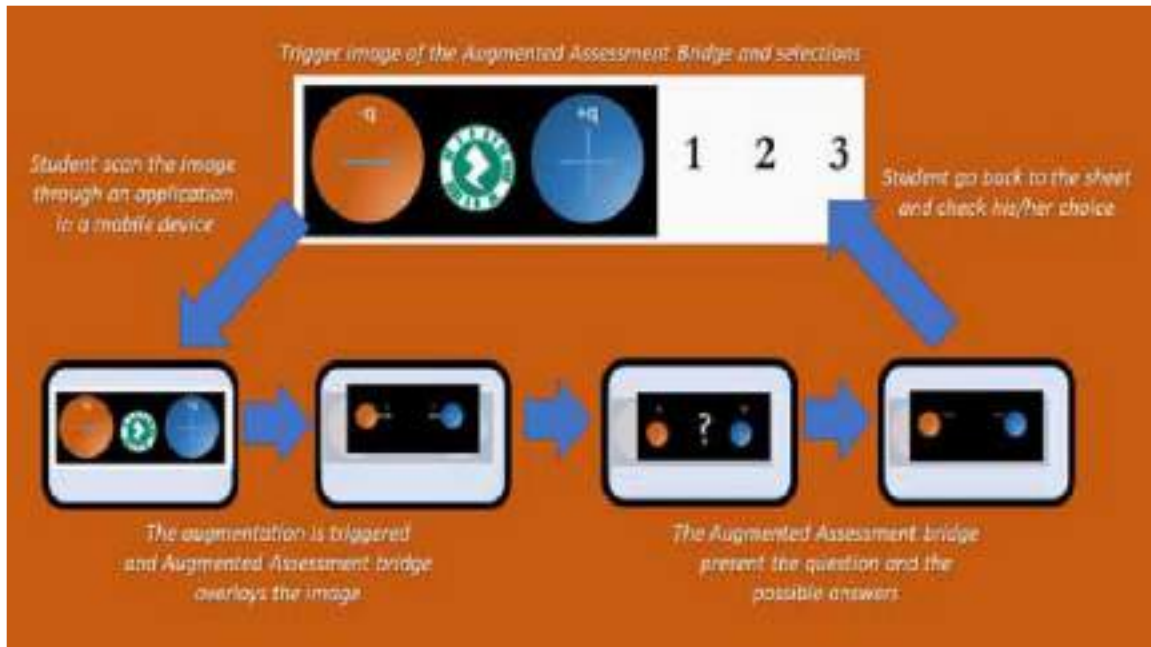 Trigger image of the Augmented Assessment Bridge and selections
-q
+q
1 2 3
Student scan the image
through an application
in a mobile device
Student go back to the sheet
and check his/her choice
?
The augmentation is triggered
and Augmented Assessment bridge
overlays the image
The Augmented Assessment bridge
present the question and the
possible answers